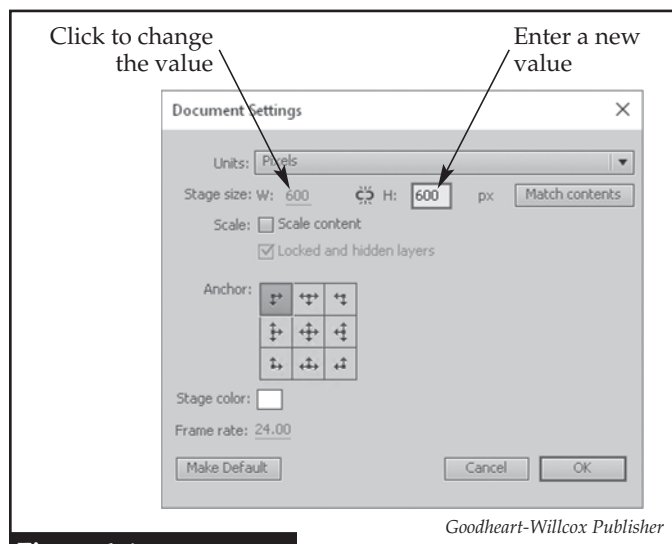 Click to change
the value
Enter a new
value
Document Settings
Units: Pixels
Stage size: W: 600 H: 600 px Match contents
Scale: Scale content
Locked and hidden layers
Anchor:
Stage color:
Frame rate: 24.00
Make Default Cancel OK
Goodheart-Willcox Publisher